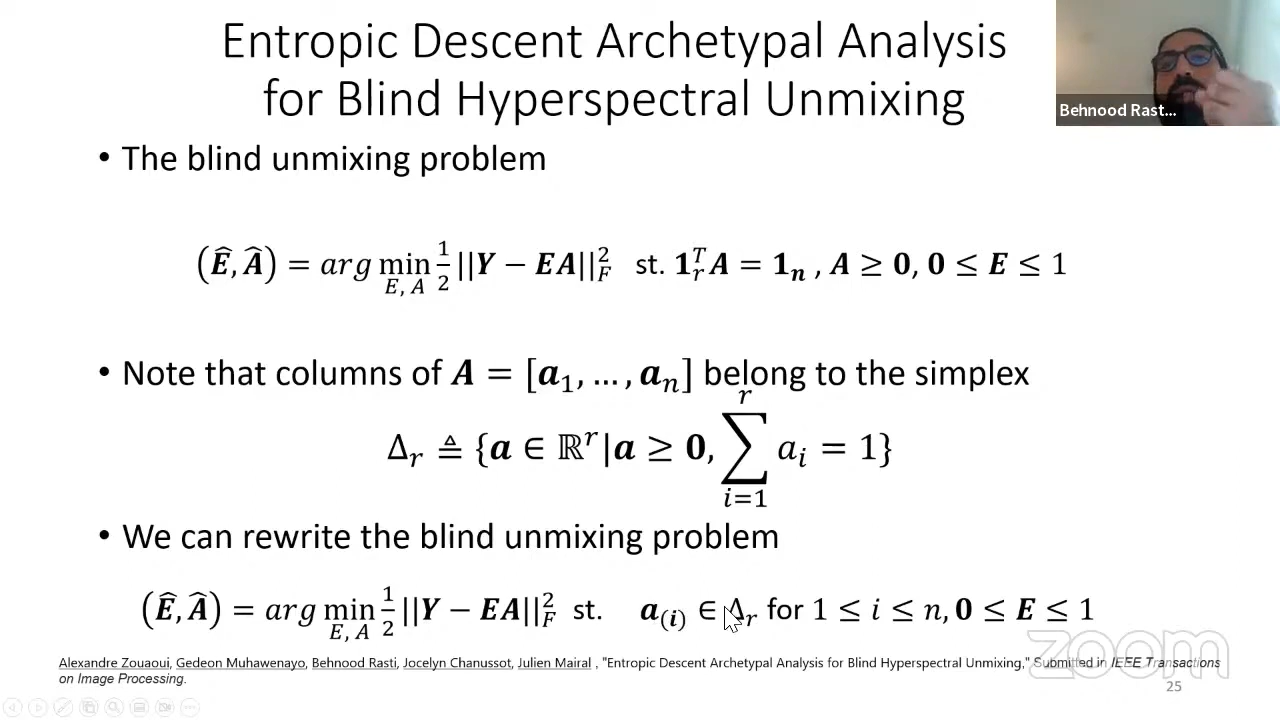 Entropic Descent Archetypal Analysis
for Blind Hyperspectral Unmixing
Behnood Rast...
• The blind unmixing problem
(Ê, Â) = arg min_{E, A} 1/2 ||Y − EA||_F^2 st. 1_r^T A = 1_n , A ≥ 0, 0 ≤ E ≤ 1
• Note that columns of A = [a_1, …, a_n] belong to the simplex
Δ_r ≜ {a ∈ ℝ^r | a ≥ 0, ∑_{i=1}^{r} a_i = 1}
• We can rewrite the blind unmixing problem
(Ê, Â) = arg min_{E, A} 1/2 ||Y − EA||_F^2 st. a_(i) ∈ Δ_r for 1 ≤ i ≤ n, 0 ≤ E ≤ 1
zoom
Alexandre Zouaoui, Gedeon Muhawenayo, Behnood Rasti, Jocelyn Chanussot, Julien Mairal , "Entropic Descent Archetypal Analysis for Blind Hyperspectral Unmixing," Submitted in IEEE Transactions
on Image Processing.
25